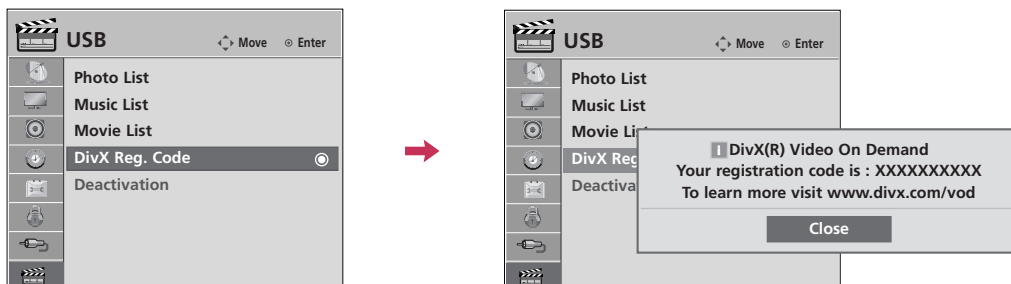 USB
Move Enter
Photo List
Music List
Movie List
DivX Reg. Code
Deactivation
USB
Move Enter
Photo List
Music List
Movie Li
DivX Reg
Deactiva
i DivX(R) Video On Demand
Your registration code is : XXXXXXXXXX
To learn more visit www.divx.com/vod
Close